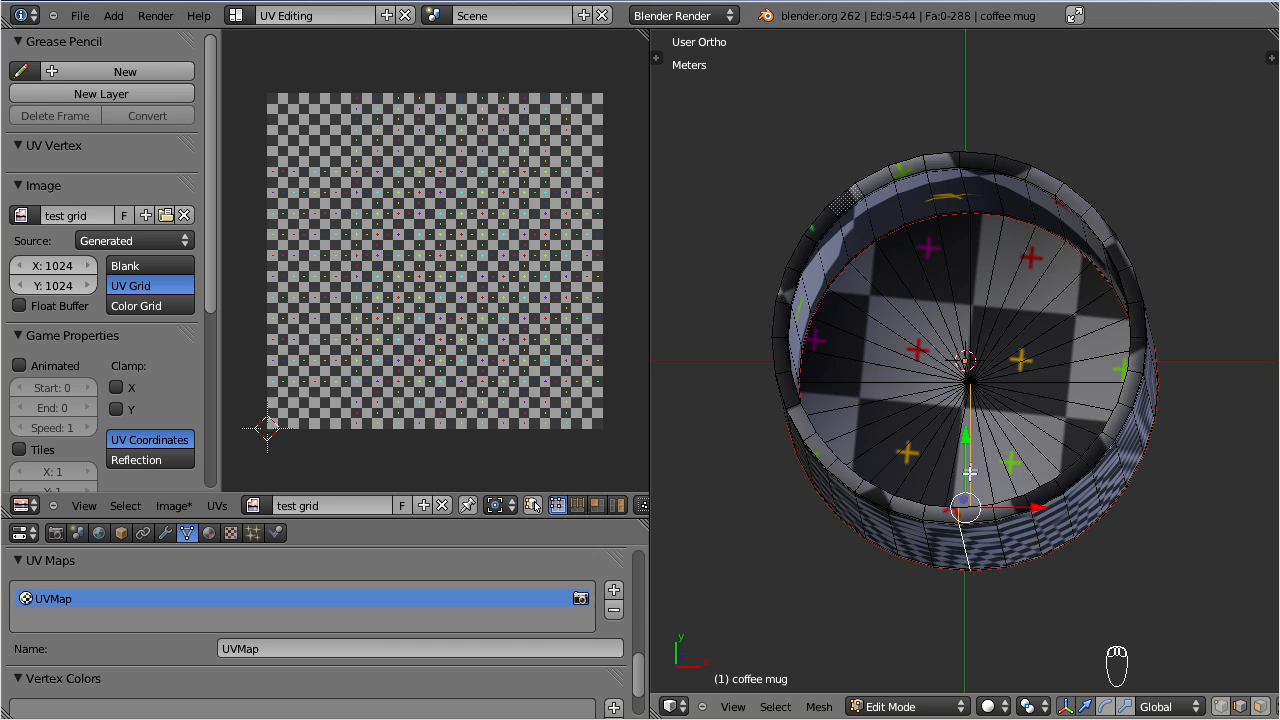 File Add Render Help UV Editing Scene Blender Render blender.org 262 | Ed:9-544 | Fa:0-288 | coffee mug
Grease Pencil
New
New Layer
Delete Frame Convert
UV Vertex
Image
test grid F
Source: Generated
X: 1024 Blank
Y: 1024 UV Grid
Float Buffer Color Grid
Game Properties
Animated Clamp:
Start: 0 X
End: 0 Y
Speed: 1
UV Coordinates
Tiles Reflection
X: 1
Y: 1
View Select Image* UVs test grid F
UV Maps
UVMap
Name: UVMap
Vertex Colors
User Ortho
Meters
y
x
(1) coffee mug
View Select Mesh Edit Mode Global